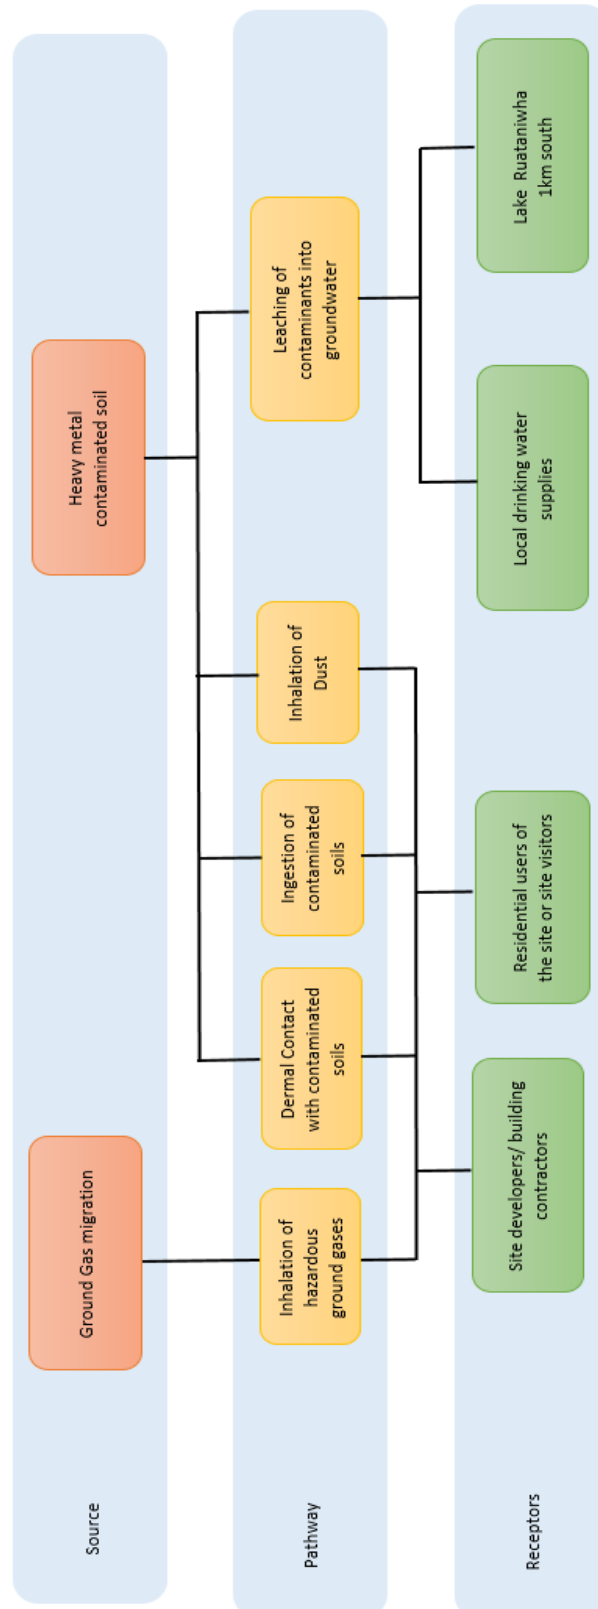 Source
Ground Gas migration
Heavy metal
contaminated soil
Pathway
Inhalation of
hazardous
ground gases
Dermal Contact
with contaminated
soils
Ingestion of
contaminated
soils
Inhalation of
Dust
Leaching of
contaminants into
groundwater
Receptors
Site developers/ building
contractors
Residential users of
the site or site visitors
Local drinking water
supplies
Lake Ruataniwha
1km south